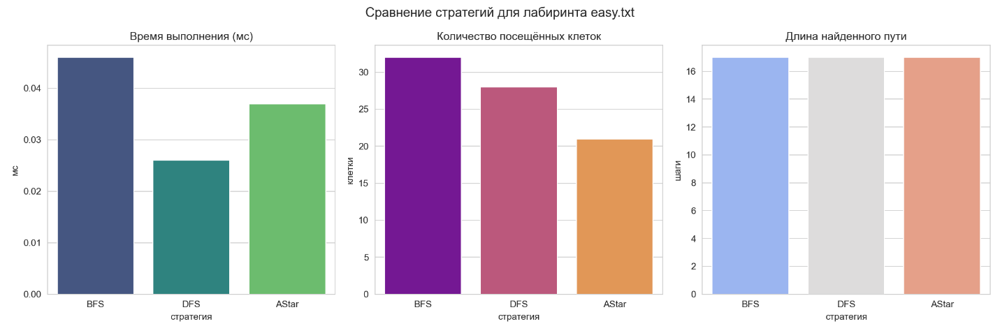 Сравнение стратегий для лабиринта easy.txt
Время выполнения (мс)
мс
0.04
0.03
0.02
0.01
0.00
BFS DFS AStar
стратегия
Количество посещённых клеток
клетки
30
25
20
15
10
5
0
BFS DFS AStar
стратегия
Длина найденного пути
шаги
16
14
12
10
8
6
4
2
0
BFS DFS AStar
стратегия